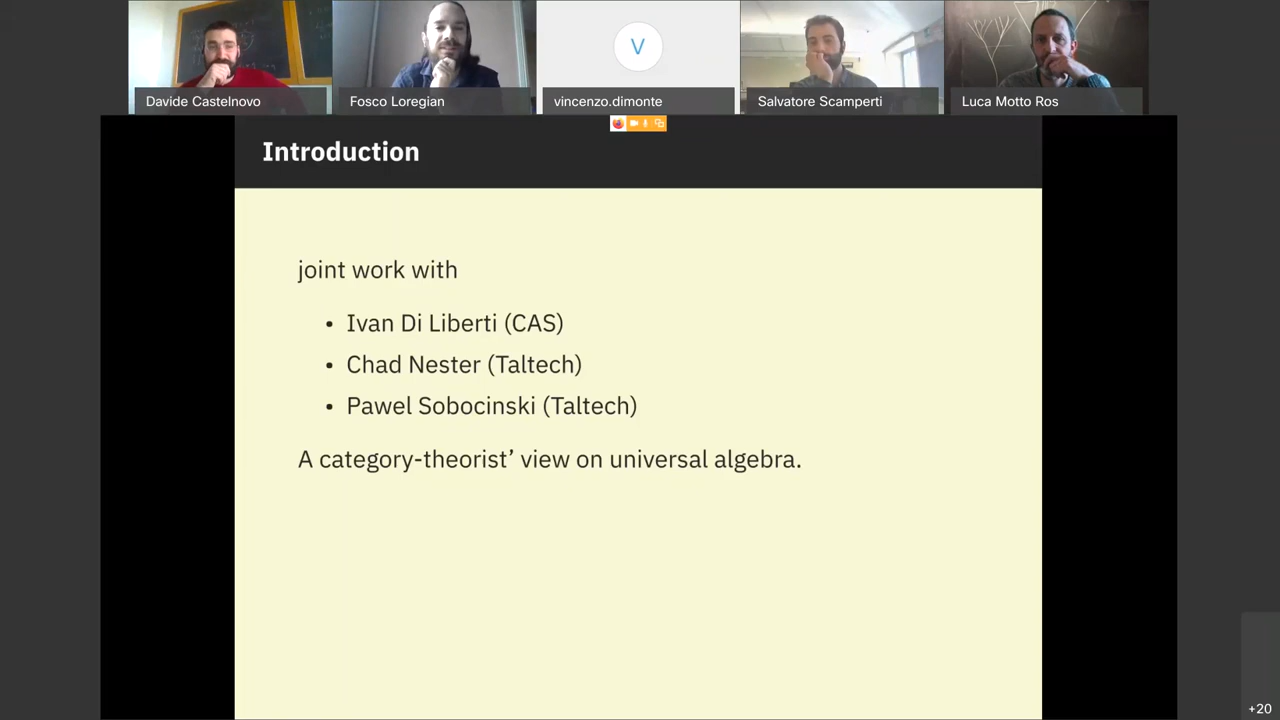 Davide Castelnovo
Fosco Loregian
V
vincenzo.dimonte
Salvatore Scamperti
Luca Motto Ros
Introduction
joint work with
• Ivan Di Liberti (CAS)
• Chad Nester (Taltech)
• Pawel Sobocinski (Taltech)
A category-theorist’ view on universal algebra.
+20